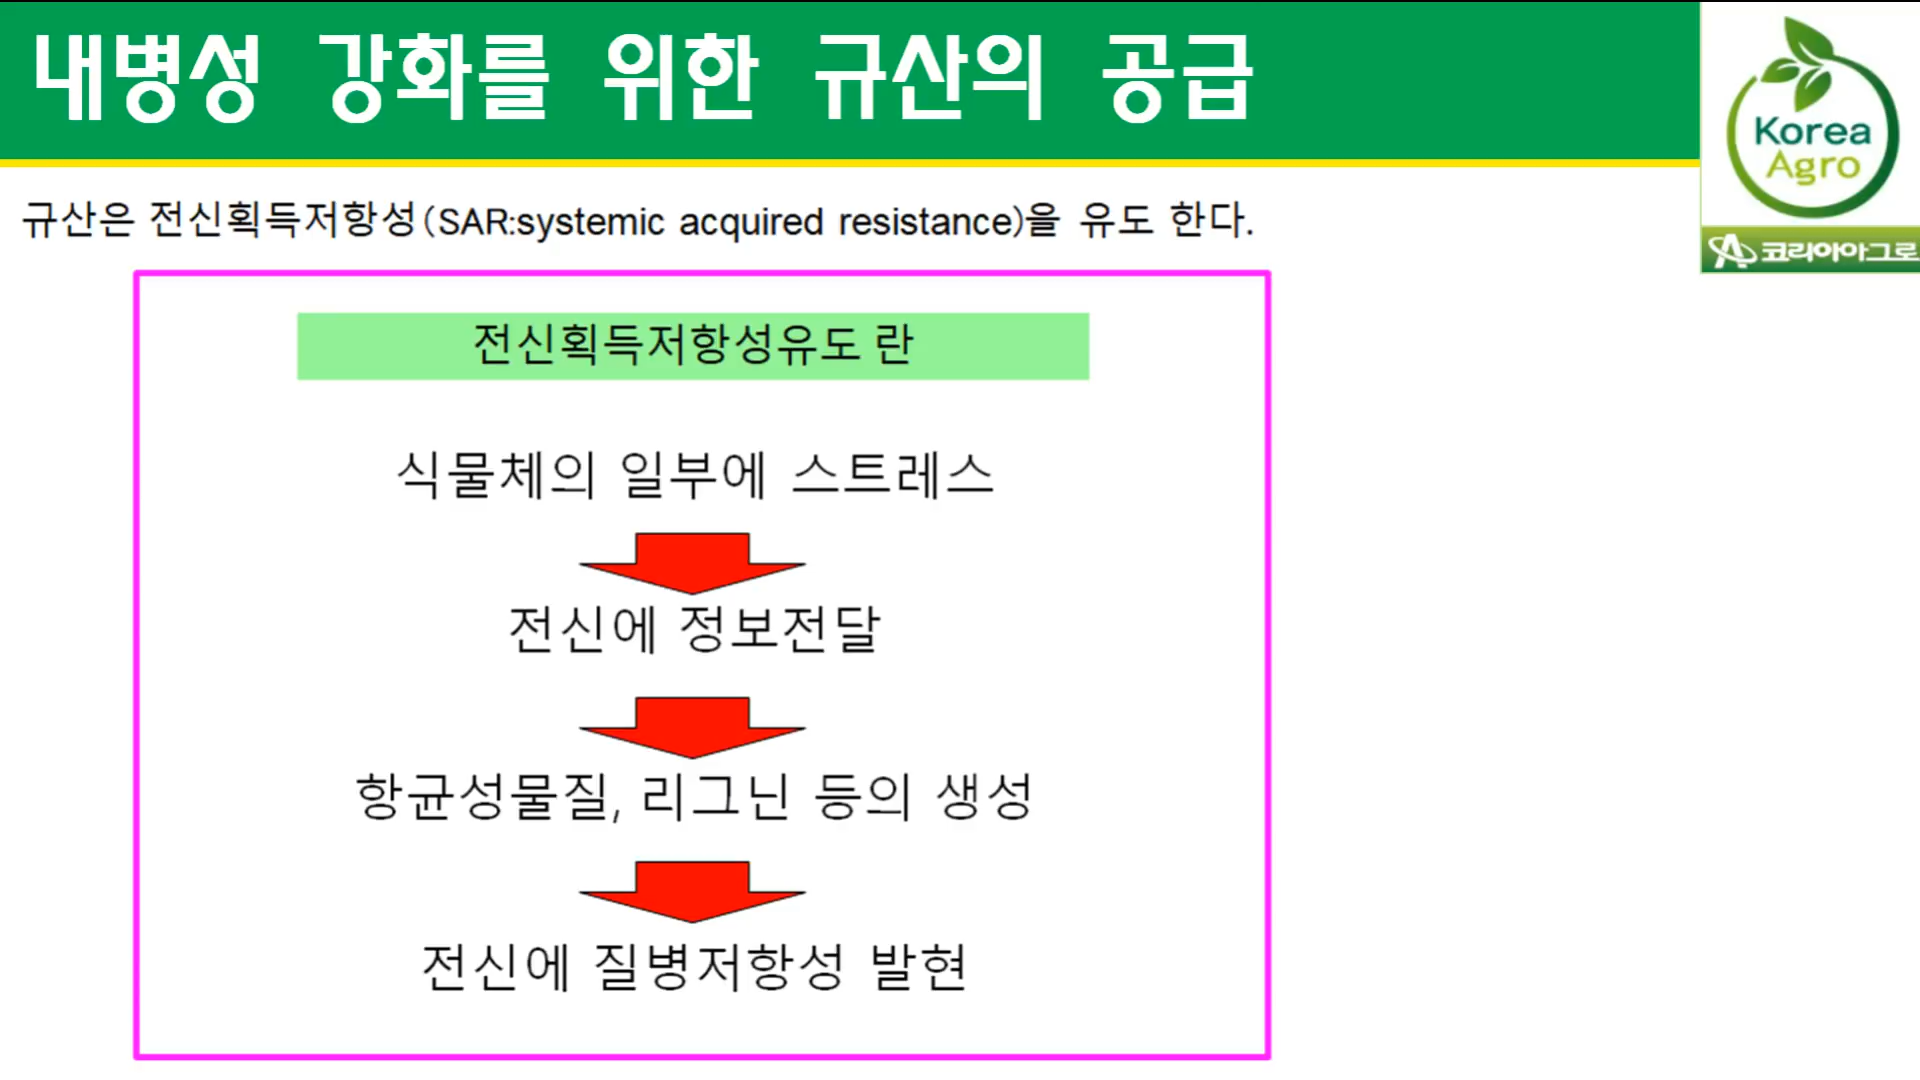 내병성 강화를 위한 규산의 공급
Korea
Agro
코리아아그로
규산은 전신획득저항성(SAR:systemic acquired resistance)을 유도 한다.
전신획득저항성유도 란
식물체의 일부에 스트레스
전신에 정보전달
항균성물질, 리그닌 등의 생성
전신에 질병저항성 발현